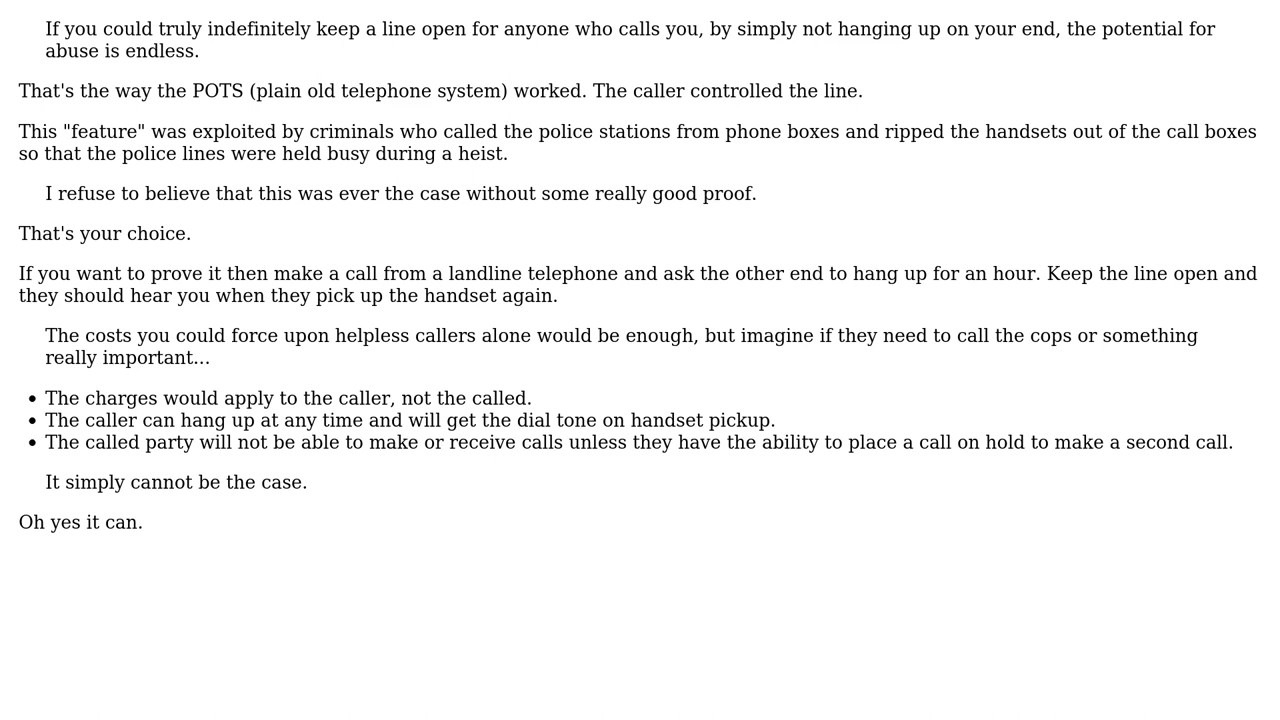 If you could truly indefinitely keep a line open for anyone who calls you, by simply not hanging up on your end, the potential for
abuse is endless.
That's the way the POTS (plain old telephone system) worked. The caller controlled the line.
This "feature" was exploited by criminals who called the police stations from phone boxes and ripped the handsets out of the call boxes
so that the police lines were held busy during a heist.
I refuse to believe that this was ever the case without some really good proof.
That's your choice.
If you want to prove it then make a call from a landline telephone and ask the other end to hang up for an hour. Keep the line open and
they should hear you when they pick up the handset again.
The costs you could force upon helpless callers alone would be enough, but imagine if they need to call the cops or something
really important...
• The charges would apply to the caller, not the called.
• The caller can hang up at any time and will get the dial tone on handset pickup.
• The called party will not be able to make or receive calls unless they have the ability to place a call on hold to make a second call.
It simply cannot be the case.
Oh yes it can.